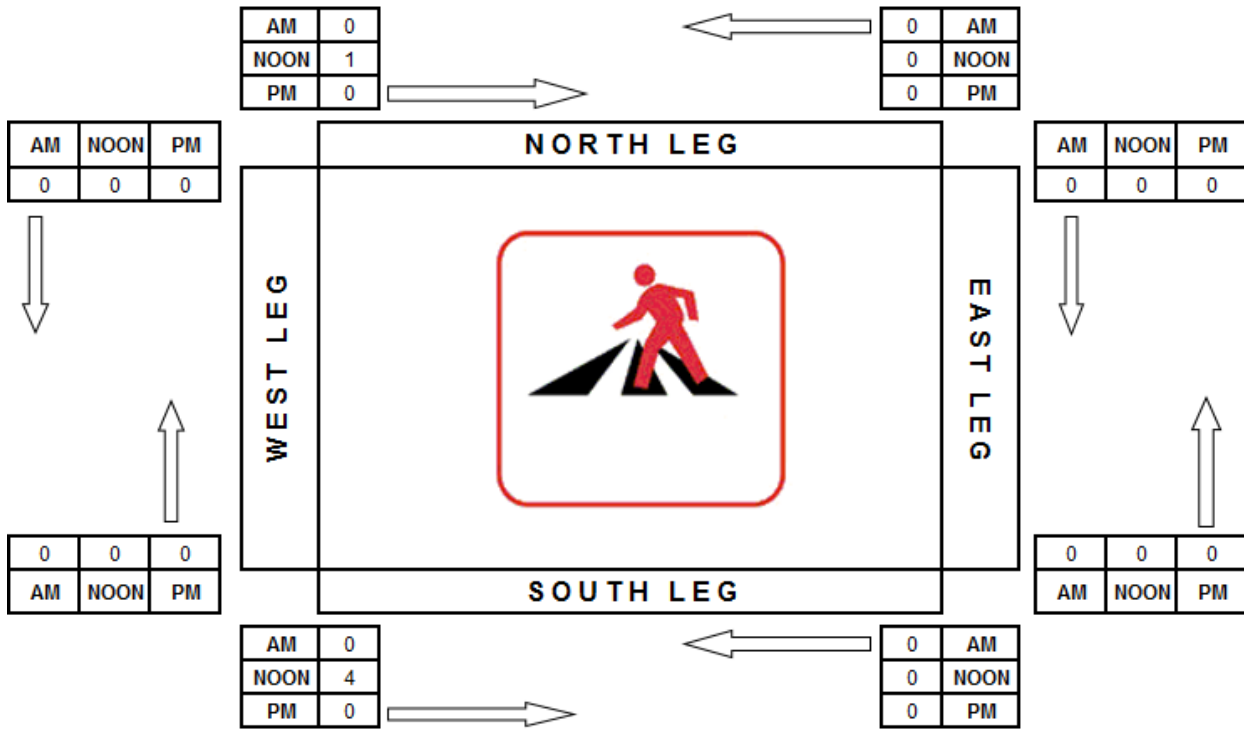 AM 0
NOON 1
PM 0
0 AM
0 NOON
0 PM
AM NOON PM
0 0 0
NORTH LEG
AM NOON PM
0 0 0
WEST LEG
EAST LEG
0 0 0
AM NOON PM
SOUTH LEG
0 0 0
AM NOON PM
AM 0
NOON 4
PM 0
0 AM
0 NOON
0 PM